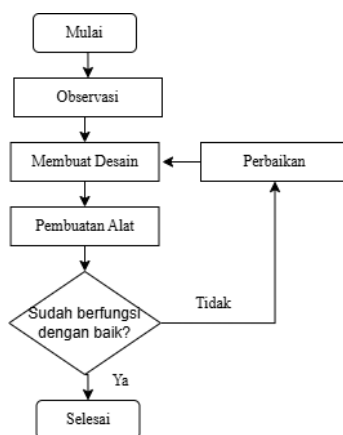 Mulai
Observasi
Membuat Desain
Perbaikan
Pembuatan Alat
Sudah berfungsi
dengan baik?
Tidak
Ya
Selesai